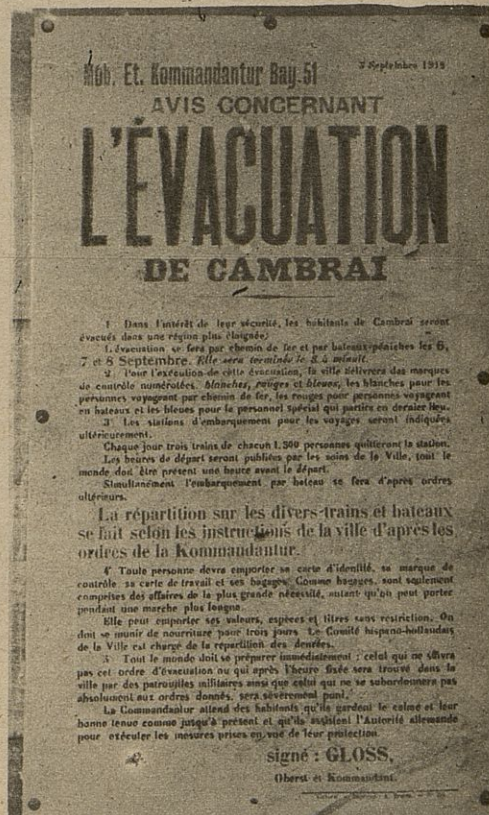 Mob. Et. Kommandantur Bay. 51
3 Septembre 1918
AVIS CONCERNANT
L'ÉVACUATION
DE CAMBRAI
1 Dans l'intérêt de leur sécurité, les habitants de Cambrai seront
évacués dans une région plus éloignée;
L'évacuation se fera par chemin de fer et par bateaux-péniches les 6,
7 et 8 Septembre. Elle sera terminée le 8 à minuit.
2. Pour l'exécution de cette évacuation, la ville délivrera des marques
de contrôle numérotées, blanches, rouges et bleues, les blanches pour les
personnes voyageant par chemin de fer, les rouges pour personnes voyageant
en bateaux et les bleues pour le personnel spécial qui partira en dernier lieu.
3° Les stations d'embarquement pour les voyages seront indiquées
ultérieurement.
Chaque jour trois trains de chacun 1.500 personnes quitteront la station.
Les heures de départ seront publiées par les soins de la Ville, tout le
monde doit être présent une heure avant le départ.
Simultanément l'embarquement par bateau se fera d'après ordres
ultérieurs.
La répartition sur les divers trains et bateaux
se fait selon les instructions de la ville d'après les
ordres de la Kommandantur.
4° Toute personne devra emporter sa carte d'identité, sa marque de
contrôle, sa carte de travail et ses bagages. Comme bagages, sont seulement
comprises des affaires de la plus grande nécessité, autant qu'on peut porter
pendant une marche plus longue.
Elle peut emporter ses valeurs, espèces et titres sans restriction. On
doit se munir de nourriture pour trois jours. Le Comité hispano-hollandais
de la Ville est chargé de la répartition des denrées.
5 Tout le monde doit se préparer immédiatement : celui qui ne suivra
pas cet ordre d'évacuation ou qui après l'heure fixée sera trouvé dans la
ville par des patrouilles militaires ainsi que celui qui ne se subordonnera pas
absolument aux ordres donnés, sera sévèrement puni.
La Kommandantur attend des habitants qu'ils gardent le calme et leur
bonne tenue comme jusqu'à présent et qu'ils assistent l'Autorité allemande
pour exécuter les mesures prises en vue de leur protection.
signé : GLOSS,
Oberst et Kommandant.